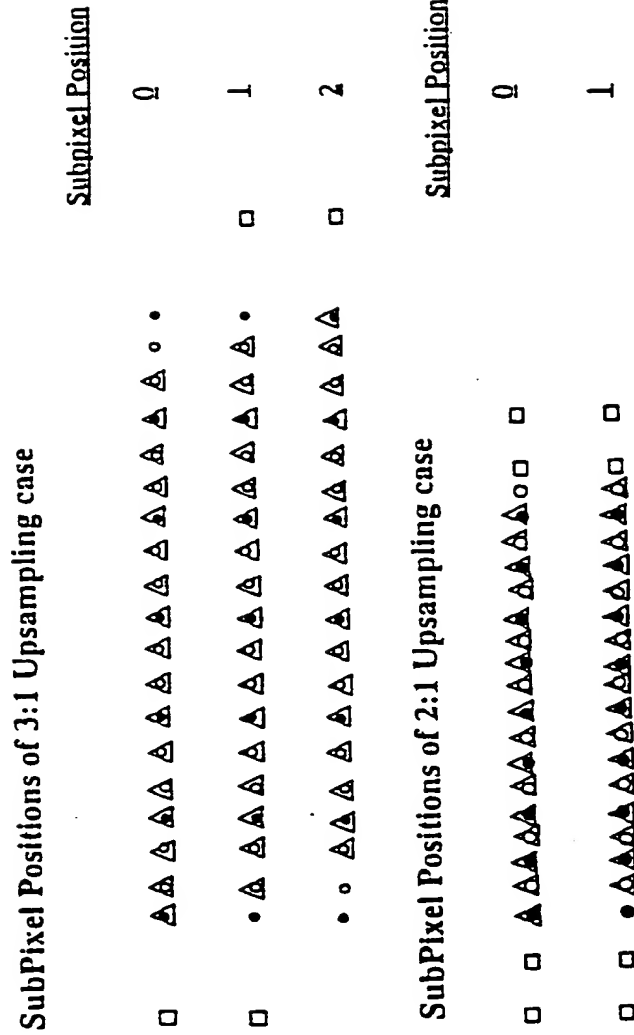 SubPixel Positions of 3:1 Upsampling case
Subpixel Position
0
1
2
SubPixel Positions of 2:1 Upsampling case
Subpixel Position
0
1